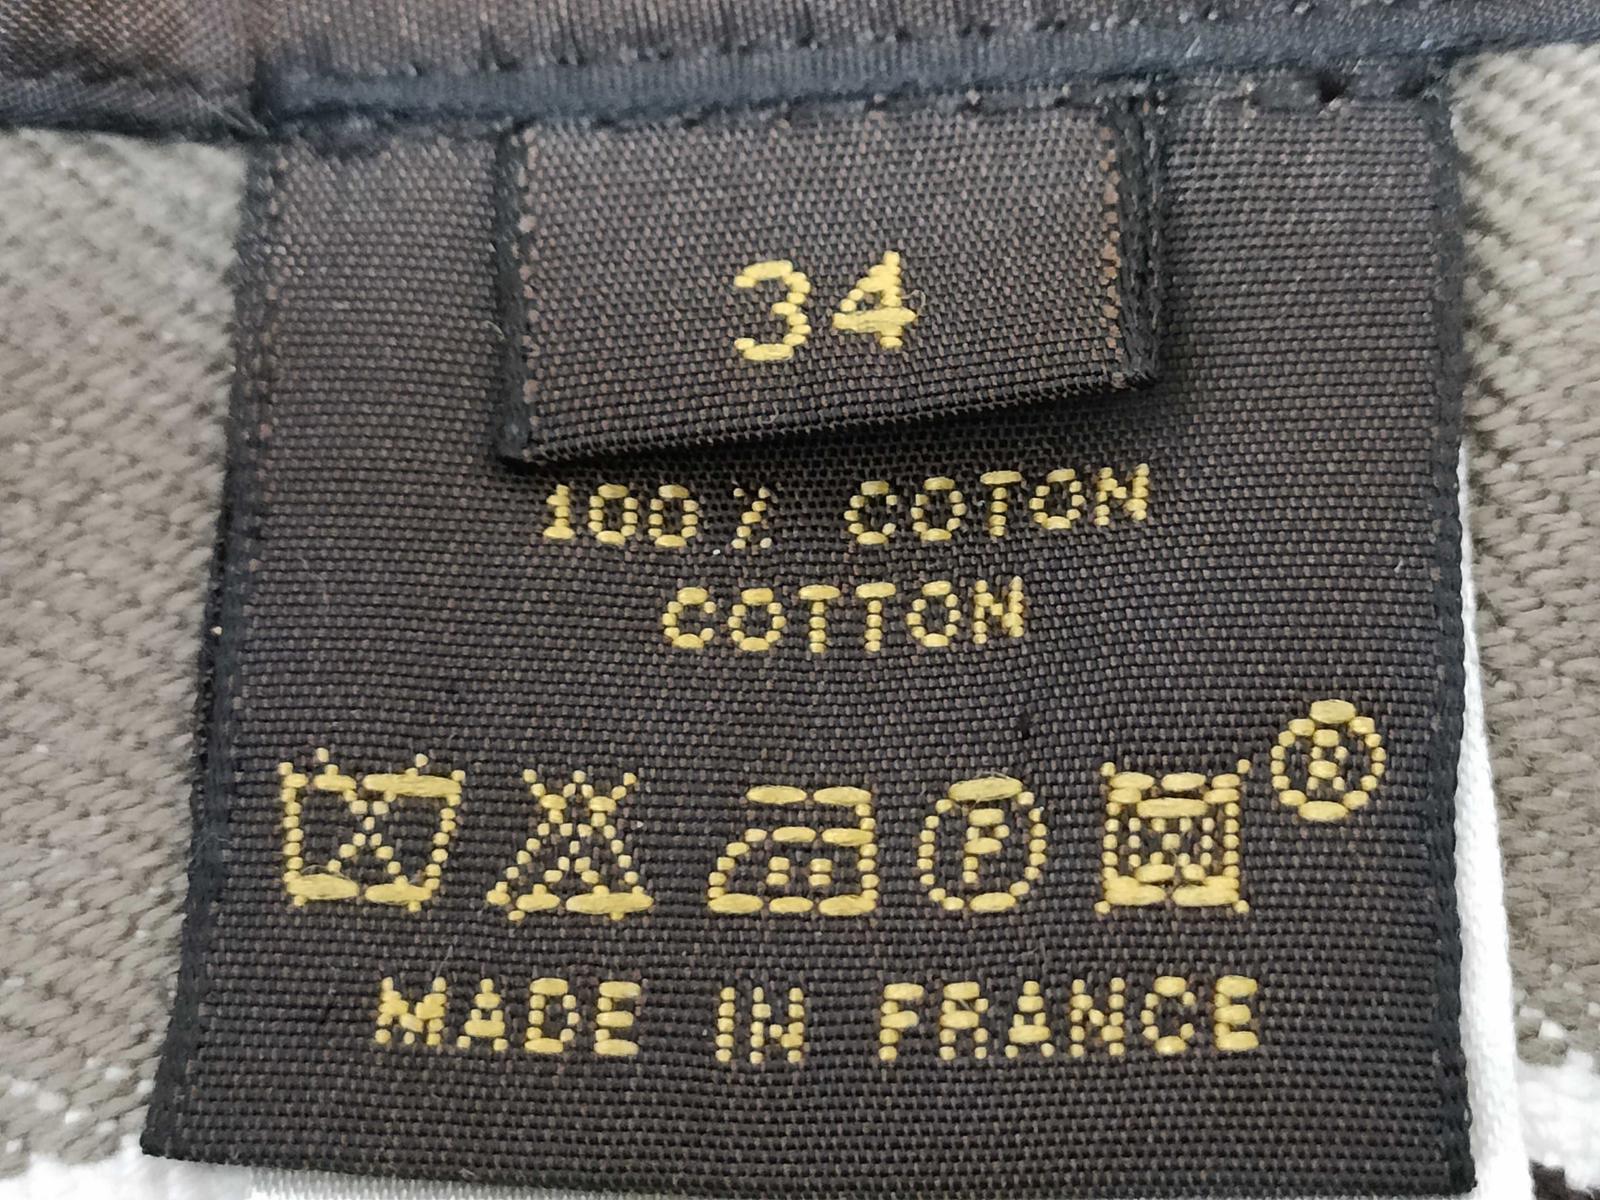 34
100% COTON
COTTON
®
P
MADE IN FRANCE